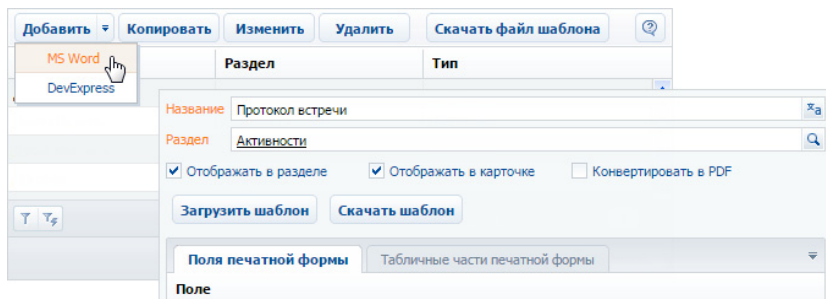 Добавить Копировать Изменить Удалить Скачать файл шаблона
MS Word Раздел Тип
DevExpress
Название Протокол встречи
Раздел Активности
Отображать в разделе Отображать в карточке Конвертировать в PDF
Загрузить шаблон Скачать шаблон
Поля печатной формы Табличные части печатной формы
Поле